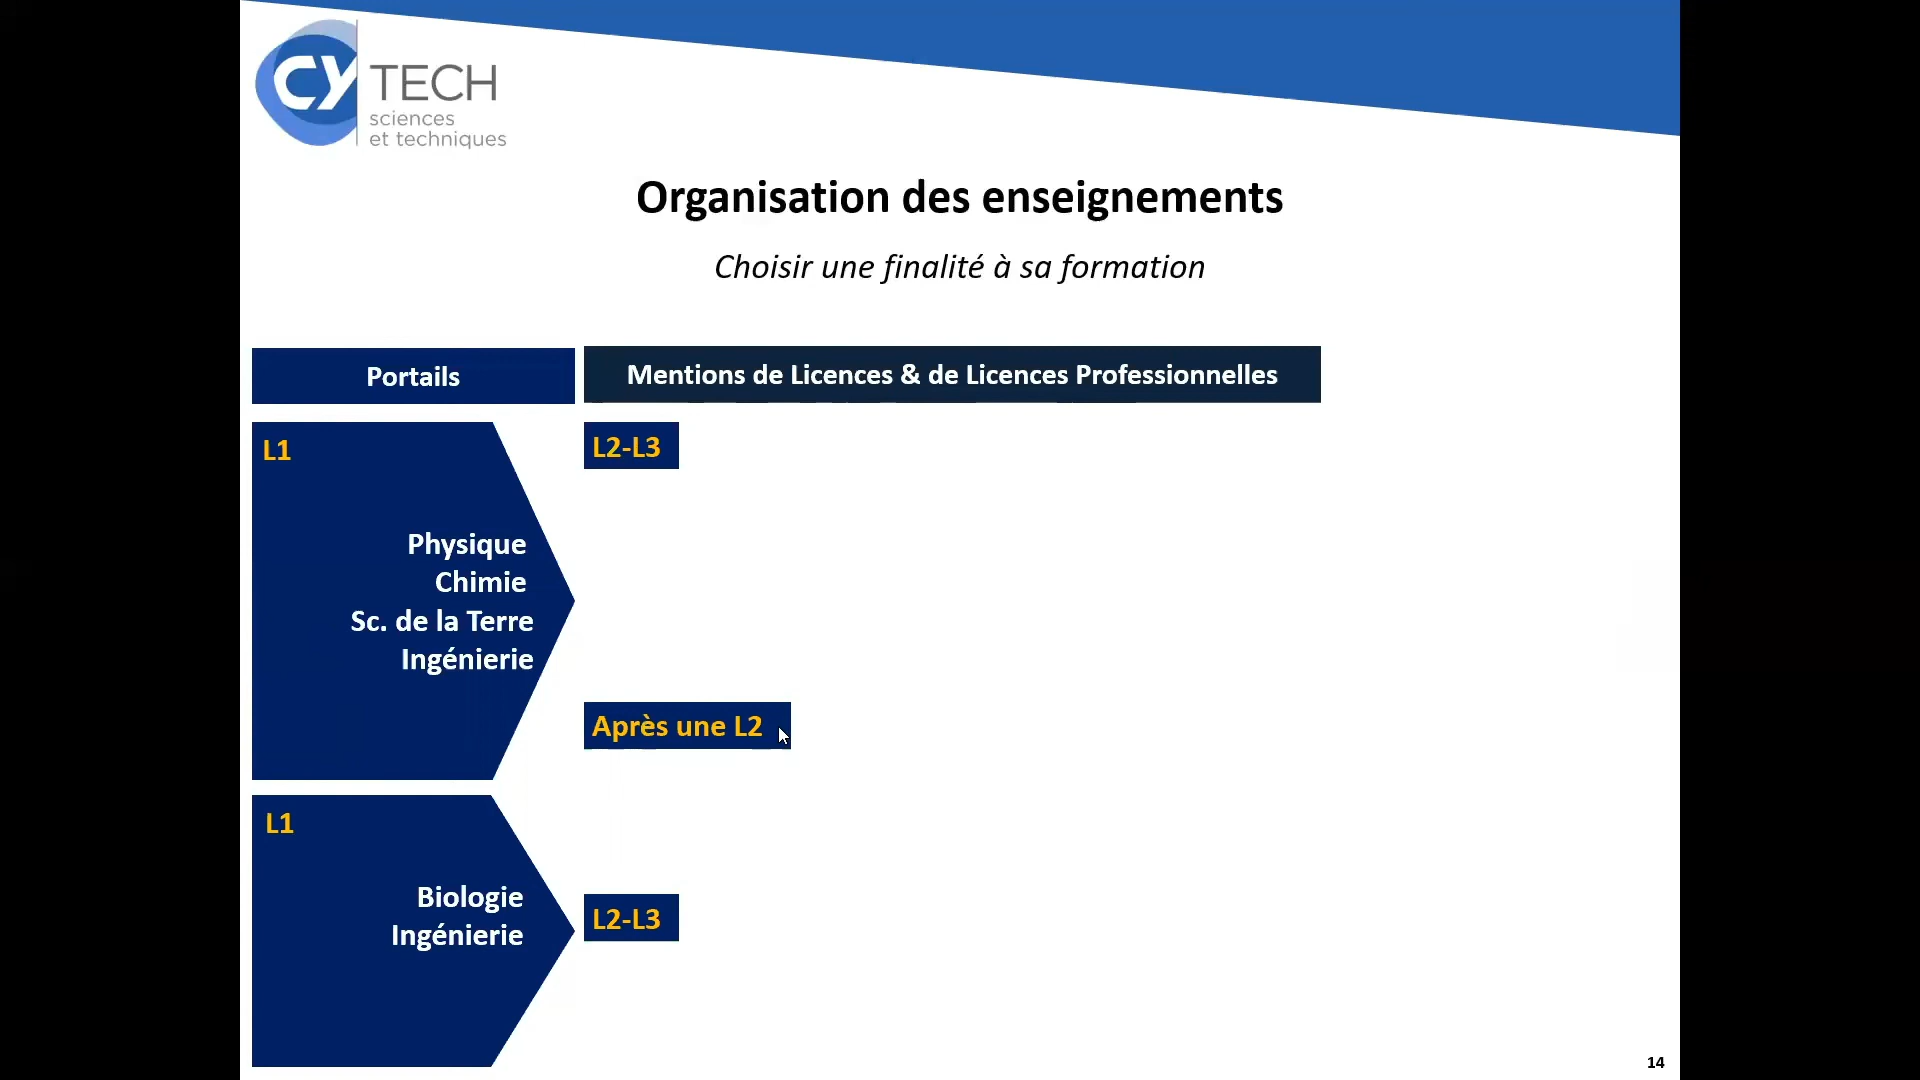 CY TECH
sciences
et techniques
Organisation des enseignements
Choisir une finalité à sa formation
Portails
Mentions de Licences & de Licences Professionnelles
L1
Physique
Chimie
Sc. de la Terre
Ingénierie
L2-L3
Après une L2
L1
Biologie
Ingénierie
L2-L3
14